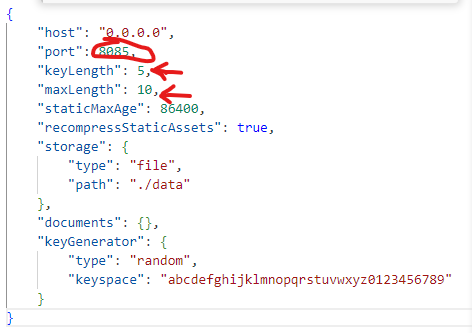 {
"host": "0.0.0.0",
"port": 8085,
"keyLength": 5,
"maxLength": 10,
"staticMaxAge": 86400,
"recompressStaticAssets": true,
"storage": {
"type": "file",
"path": "./data"
},
"documents": {},
"keyGenerator": {
"type": "random",
"keyspace": "abcdefghijklmnopqrstuvwxyz0123456789"
}
}